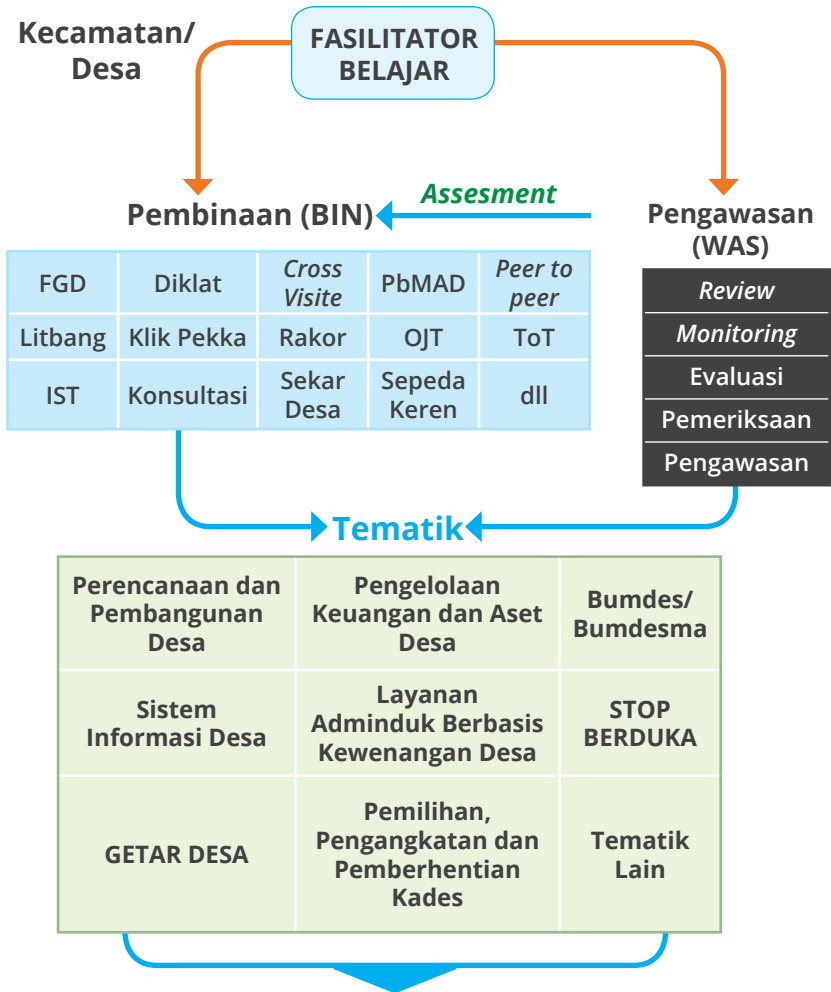 Kecamatan/
Desa
FASILITATOR
BELAJAR
Assesment
Pembinaan (BIN)
Pengawasan
(WAS)
FGD
Diklat
Cross
Visite
PbMAD
Peer to
peer
Litbang
Klik Pekka
Rakor
OJT
ToT
IST
Konsultasi
Sekar
Desa
Sepeda
Keren
dll
Review
Monitoring
Evaluasi
Pemeriksaan
Pengawasan
Tematik
Perencanaan dan
Pembangunan
Desa
Pengelolaan
Keuangan dan Aset
Desa
Bumdes/
Bumdesma
Sistem
Informasi Desa
Layanan
Adminduk Berbasis
Kewenangan Desa
STOP
BERDUKA
GETAR DESA
Pemilihan,
Pengangkatan dan
Pemberhentian
Kades
Tematik
Lain